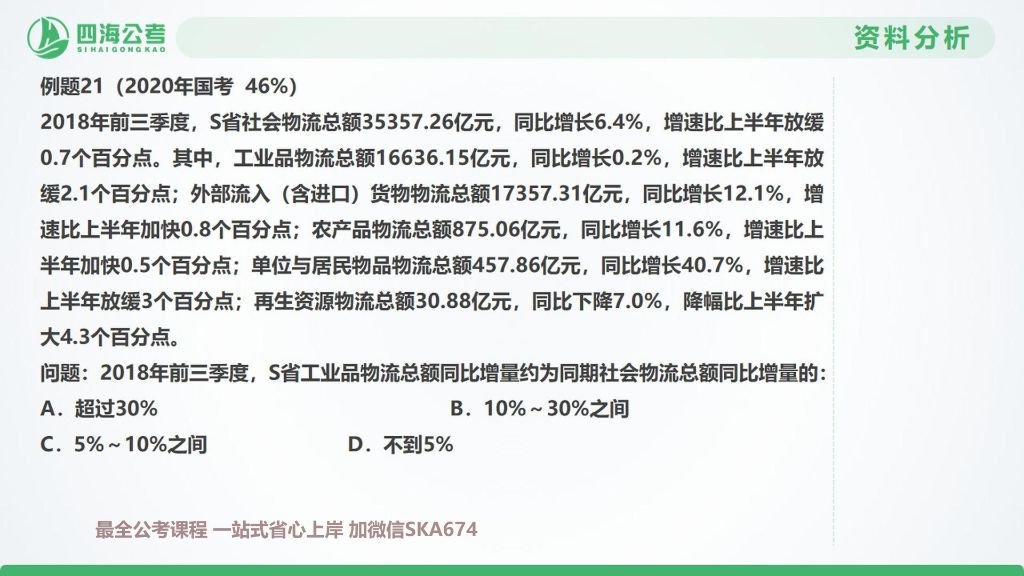 四海公考
SIHAIGONGKAO
资料分析
例题21（2020年国考 46%）
2018年前三季度，S省社会物流总额35357.26亿元，同比增长6.4%，增速比上半年放缓
0.7个百分点。其中，工业品物流总额16636.15亿元，同比增长0.2%，增速比上半年放
缓2.1个百分点；外部流入（含进口）货物物流总额17357.31亿元，同比增长12.1%，增
速比上半年加快0.8个百分点；农产品物流总额875.06亿元，同比增长11.6%，增速比上
半年加快0.5个百分点；单位与居民物品物流总额457.86亿元，同比增长40.7%，增速比
上半年放缓3个百分点；再生资源物流总额30.88亿元，同比下降7.0%，降幅比上半年扩
大4.3个百分点。
问题：2018年前三季度，S省工业品物流总额同比增量约为同期社会物流总额同比增量的：
A．超过30% B．10%～30%之间
C．5%～10%之间 D．不到5%
最全公考课程 一站式省心上岸 加微信SKA674